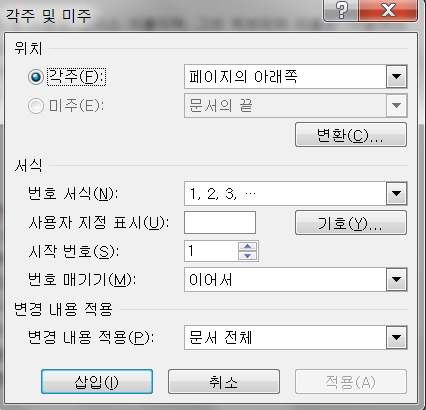 각주 및 미주
위치
각주(F): 페이지의 아래쪽
미주(E): 문서의 끝
변환(C)...
서식
번호 서식(N): 1, 2, 3, ...
사용자 지정 표시(U): 기호(Y)...
시작 번호(S): 1
번호 매기기(M): 이어서
변경 내용 적용
변경 내용 적용(P): 문서 전체
삽입(I) 취소 적용(A)